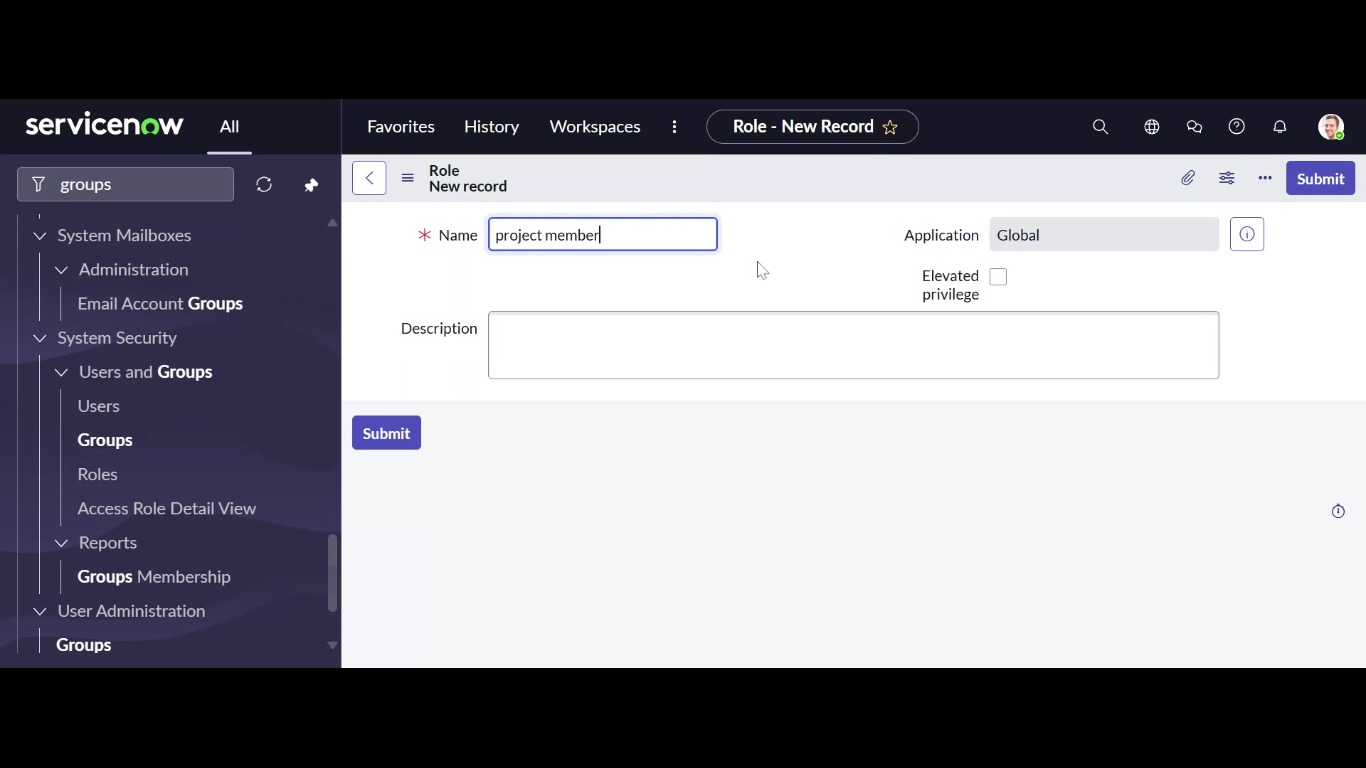 servicenow
All
Favorites
History
Workspaces
Role - New Record
groups
Role
New record
Submit
System Mailboxes
Administration
Email Account Groups
System Security
Users and Groups
Users
Groups
Roles
Access Role Detail View
Reports
Groups Membership
User Administration
Groups
* Name
project member
Application
Global
Elevated
privilege
Description
Submit